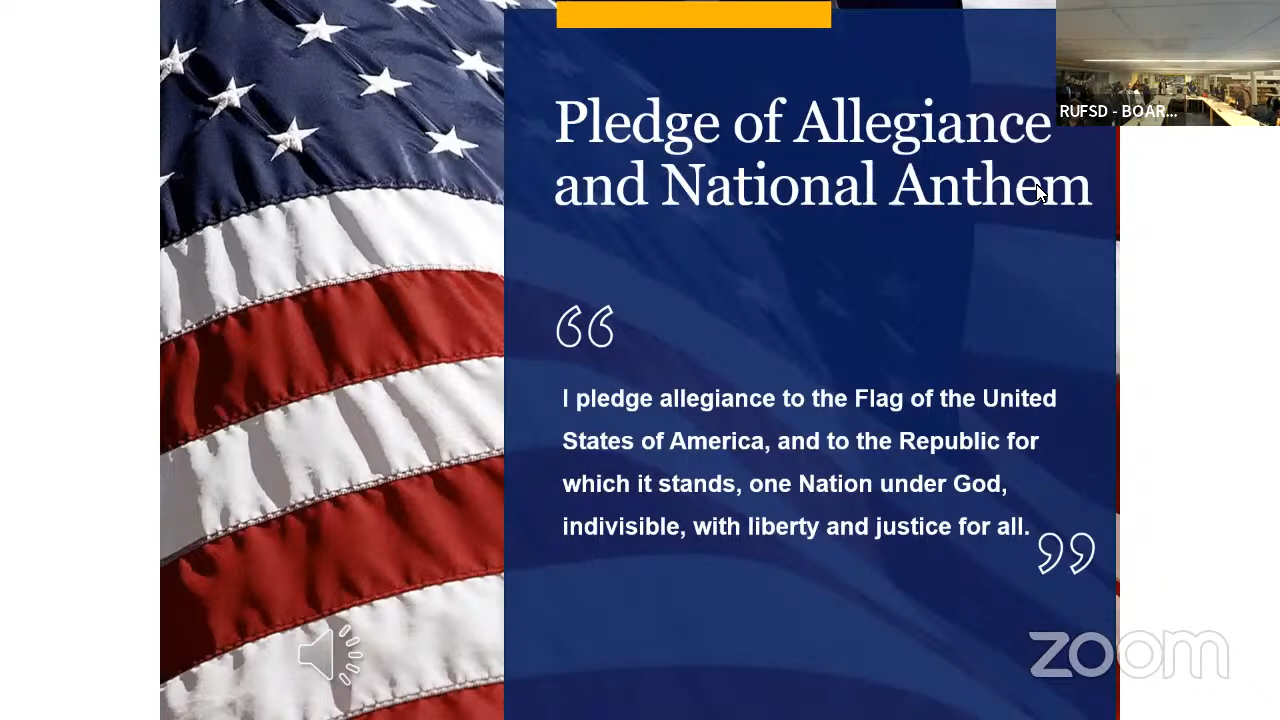 Pledge of Allegiance
and National Anthem
RUFSD - BOAR...
“
I pledge allegiance to the Flag of the United
States of America, and to the Republic for
which it stands, one Nation under God,
indivisible, with liberty and justice for all.
”
zoom